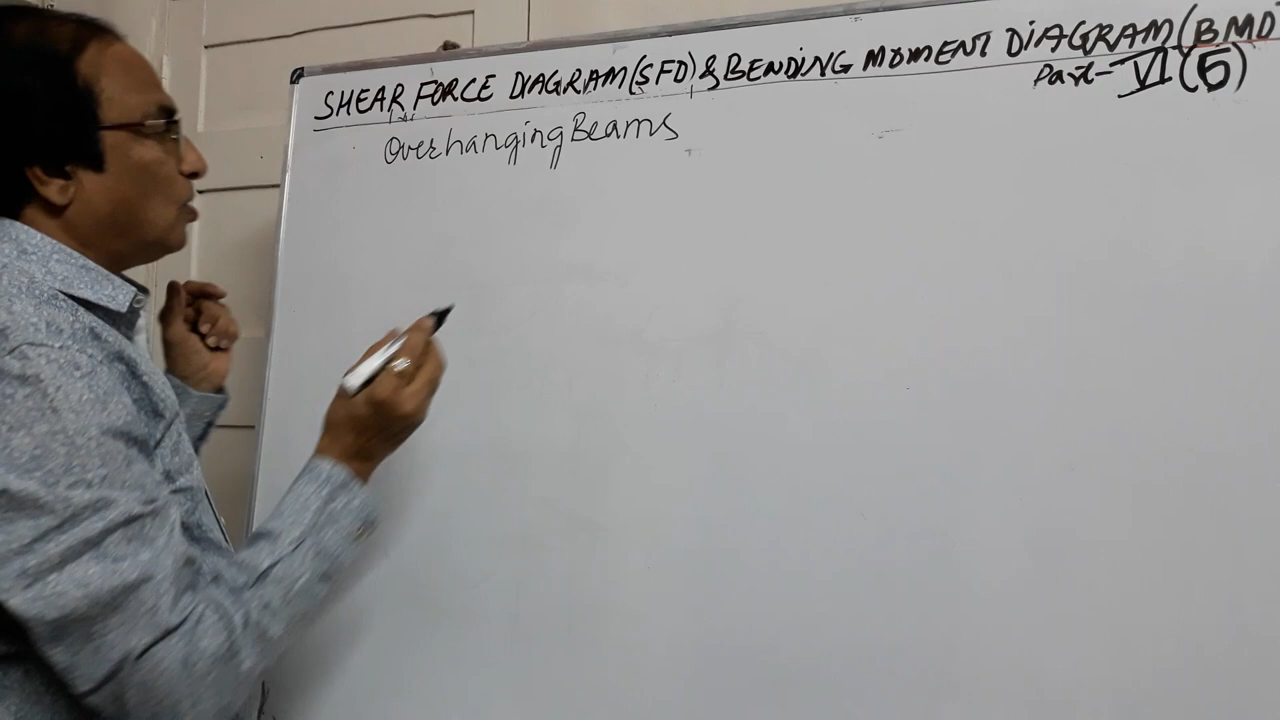 SHEAR FORCE DIAGRAM(SFD) & BENDING MOMENT DIAGRAM(BMD
Part-VI(5)
Overhanging Beams